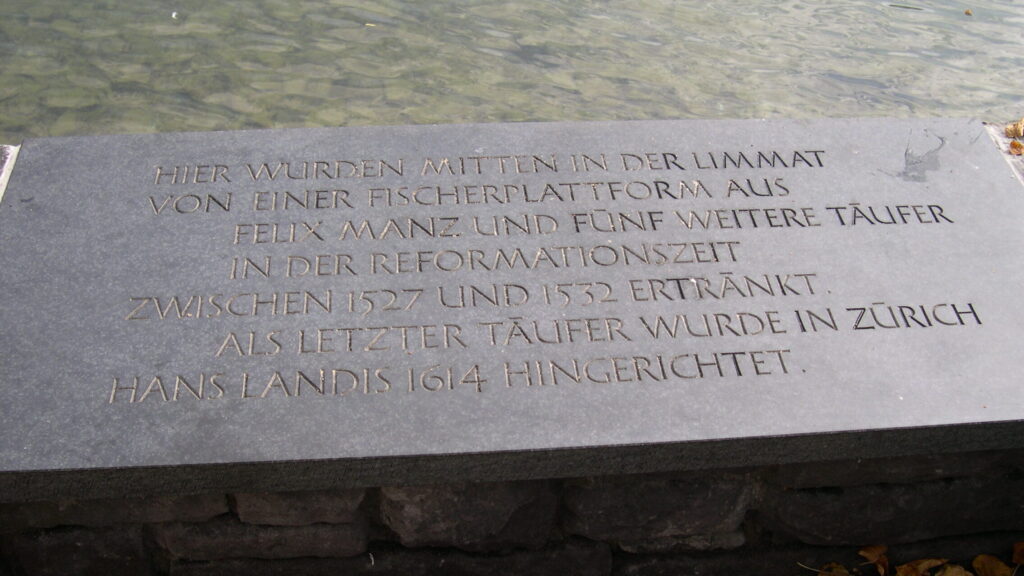 HIER WURDEN MITTEN IN DER LIMMAT
VON EINER FISCHERPLATTFORM AUS
FELIX MANZ UND FÜNF WEITERE TÄUFER
IN DER REFORMATIONSZEIT
ZWISCHEN 1527 UND 1532 ERTRÄNKT.
ALS LETZTER TÄUFER WURDE IN ZÜRICH
HANS LANDIS 1614 HINGERICHTET.